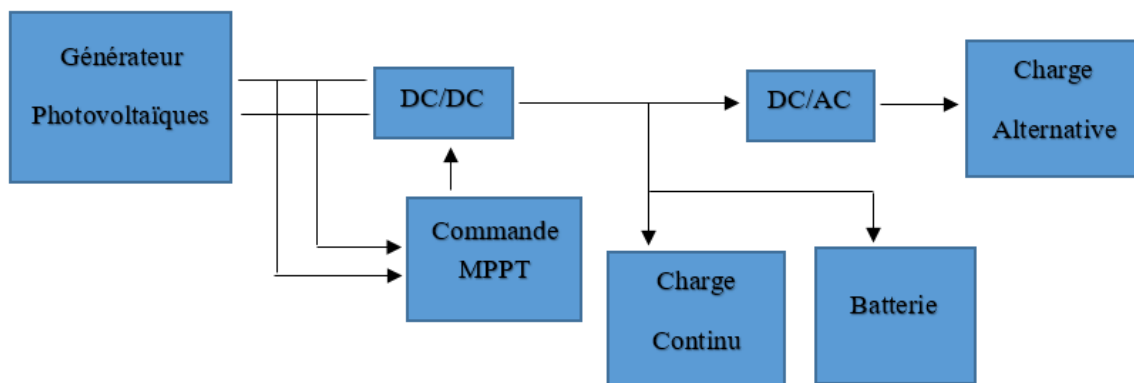 Générateur
Photovoltaïques
DC/DC
DC/AC
Charge
Alternative
Commande
MPPT
Charge
Continu
Batterie